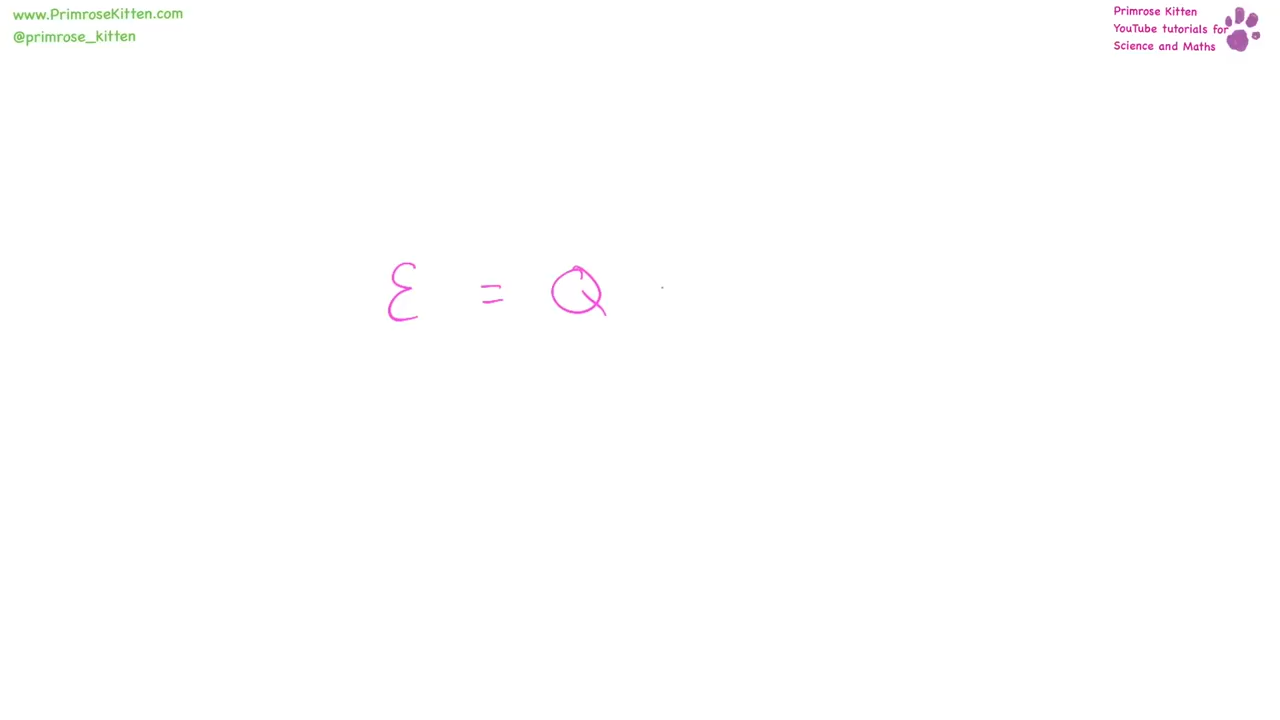 www.PrimroseKitten.com
@primrose_kitten
Primrose Kitten
YouTube tutorials for
Science and Maths
E = Q